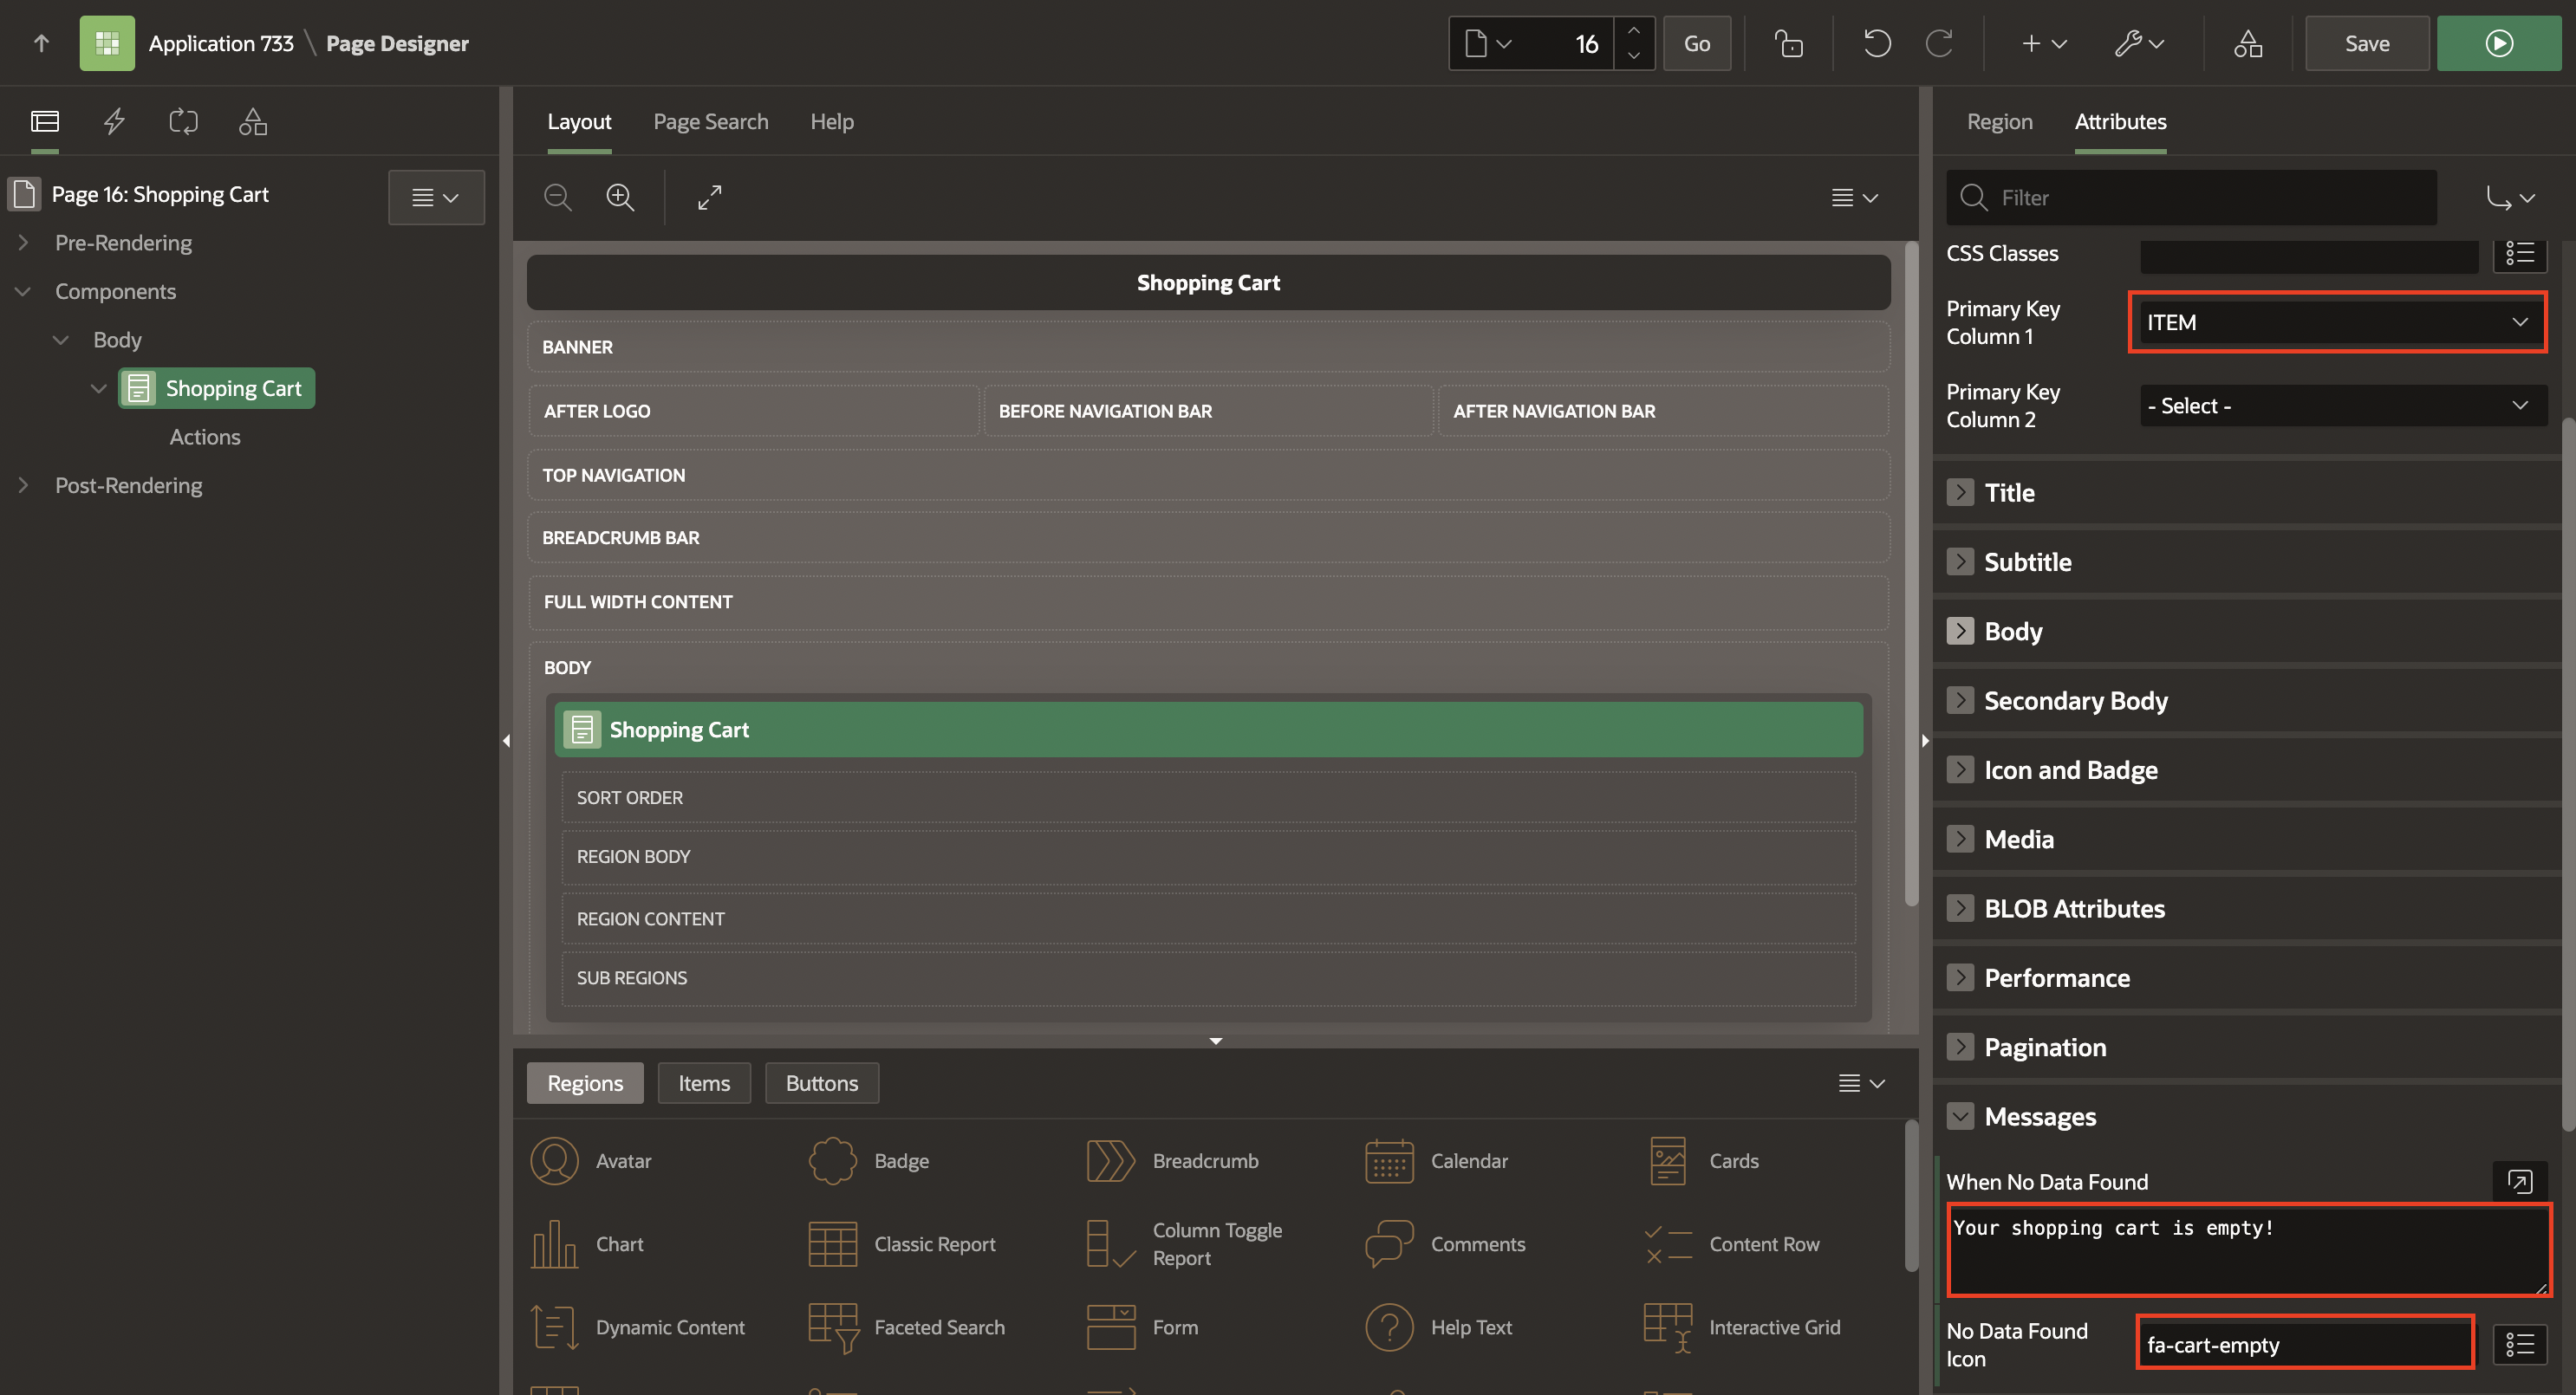 Application 733 \ Page Designer
16
Go
Save
Page 16: Shopping Cart
Pre-Rendering
Components
Body
Shopping Cart
Actions
Post-Rendering
Layout
Page Search
Help
Shopping Cart
BANNER
AFTER LOGO
BEFORE NAVIGATION BAR
AFTER NAVIGATION BAR
TOP NAVIGATION
BREADCRUMB BAR
FULL WIDTH CONTENT
BODY
Shopping Cart
SORT ORDER
REGION BODY
REGION CONTENT
SUB REGIONS
Regions
Items
Buttons
Avatar
Badge
Breadcrumb
Calendar
Cards
Chart
Classic Report
Column Toggle
Report
Comments
Content Row
Dynamic Content
Faceted Search
Form
Help Text
Interactive Grid
Region
Attributes
Filter
CSS Classes
Primary Key
Column 1
ITEM
Primary Key
Column 2
- Select -
Title
Subtitle
Body
Secondary Body
Icon and Badge
Media
BLOB Attributes
Performance
Pagination
Messages
When No Data Found
Your shopping cart is empty!
No Data Found
Icon
fa-cart-empty